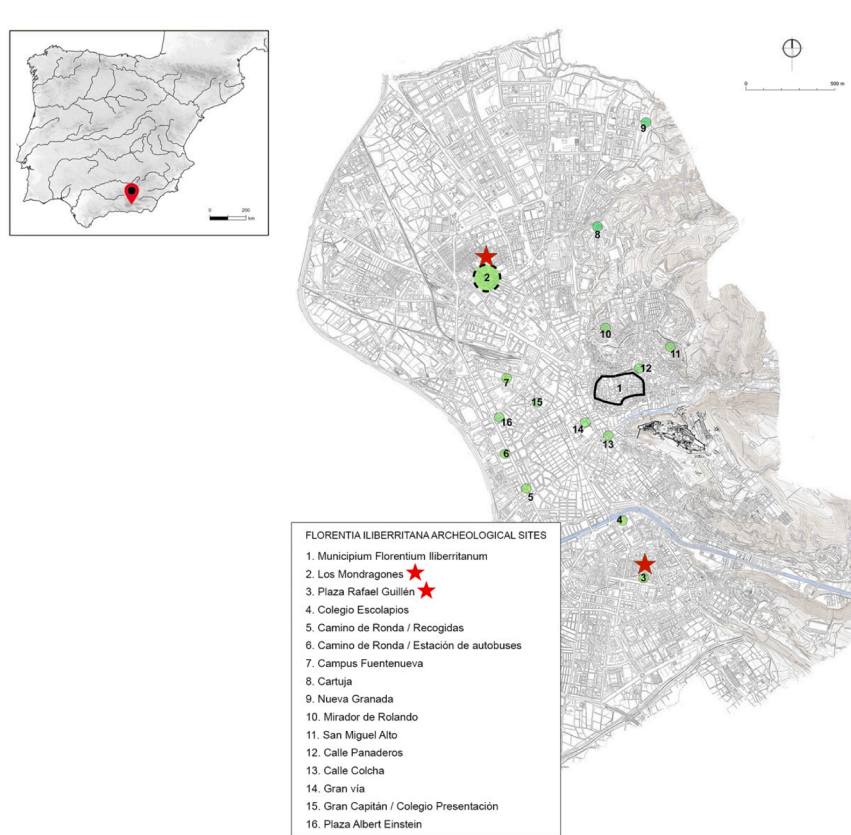 0 200
km
0 500 m
9
8
2
10
11
12
1
7
15
16
14
13
6
5
4
3
FLORENTIA ILIBERRITANA ARCHEOLOGICAL SITES
1. Municipium Florentium Iliberritanum
2. Los Mondragones
3. Plaza Rafael Guillén
4. Colegio Escolapios
5. Camino de Ronda / Recogidas
6. Camino de Ronda / Estación de autobuses
7. Campus Fuentenueva
8. Cartuja
9. Nueva Granada
10. Mirador de Rolando
11. San Miguel Alto
12. Calle Panaderos
13. Calle Colcha
14. Gran vía
15. Gran Capitán / Colegio Presentación
16. Plaza Albert Einstein